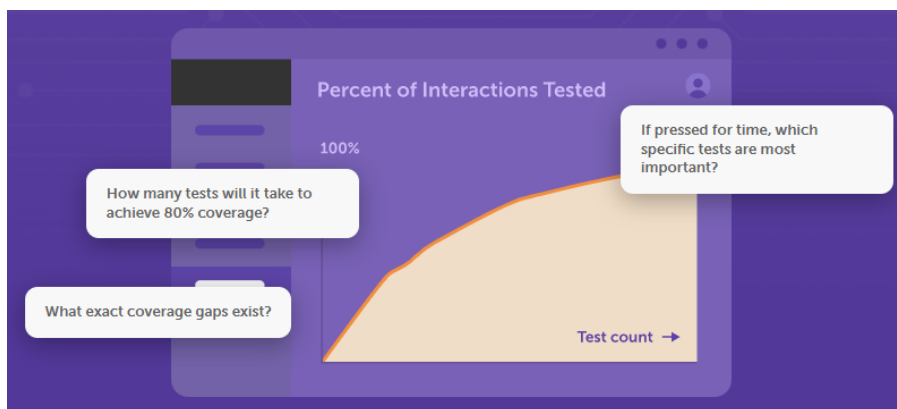 Percent of Interactions Tested
100%
If pressed for time, which
specific tests are most
important?
How many tests will it take to
achieve 80% coverage?
What exact coverage gaps exist?
Test count →